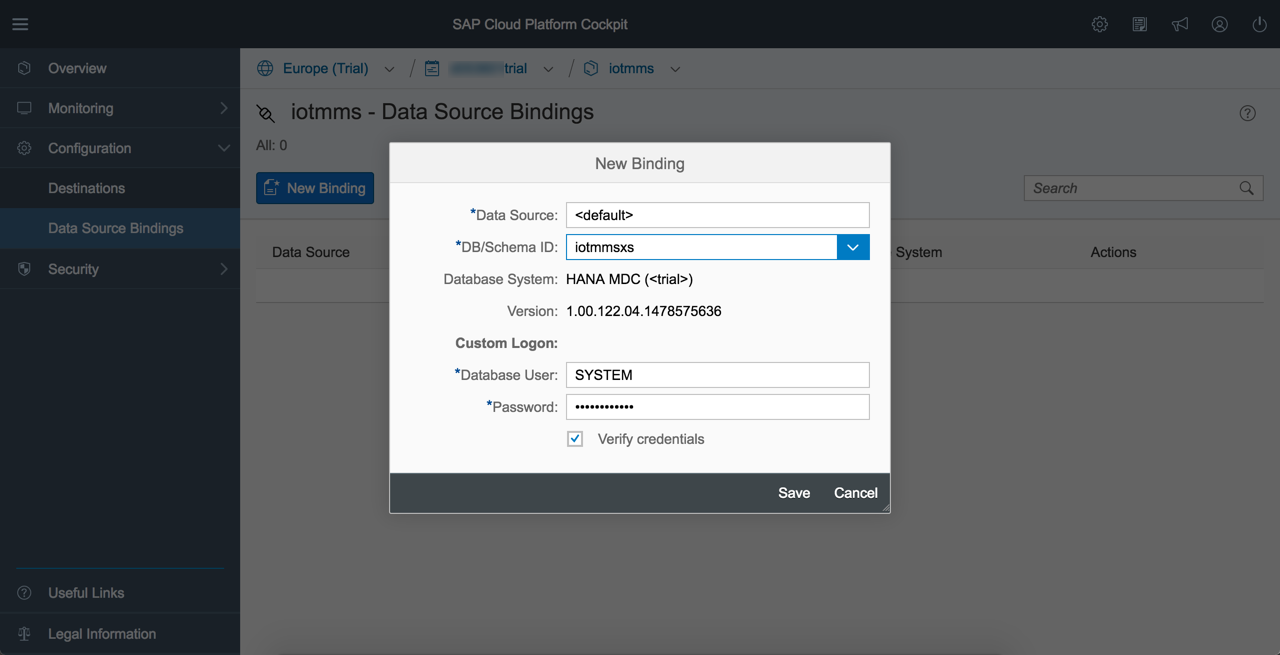 SAP Cloud Platform Cockpit
Overview
Monitoring
Configuration
Destinations
Data Source Bindings
Security
Useful Links
Legal Information
Europe (Trial) / trial / iotmms
iotmms - Data Source Bindings
All: 0
New Binding
Search
Data Source
System
Actions
New Binding
*Data Source: <default>
*DB/Schema ID: iotmmsxs
Database System: HANA MDC (<trial>)
Version: 1.00.122.04.1478575636
Custom Logon:
*Database User: SYSTEM
*Password: ••••••••••••
Verify credentials
Save Cancel